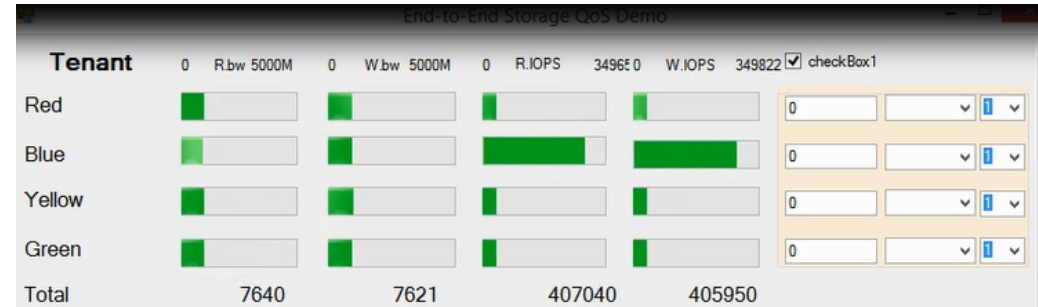 End-to-End Storage QoS Demo
Tenant 0 R.bw 5000M 0 W.bw 5000M 0 R.IOPS 34965 0 W.IOPS 349822 checkBox1
Red 0 1
Blue 0 1
Yellow 0 1
Green 0 1
Total 7640 7621 407040 405950